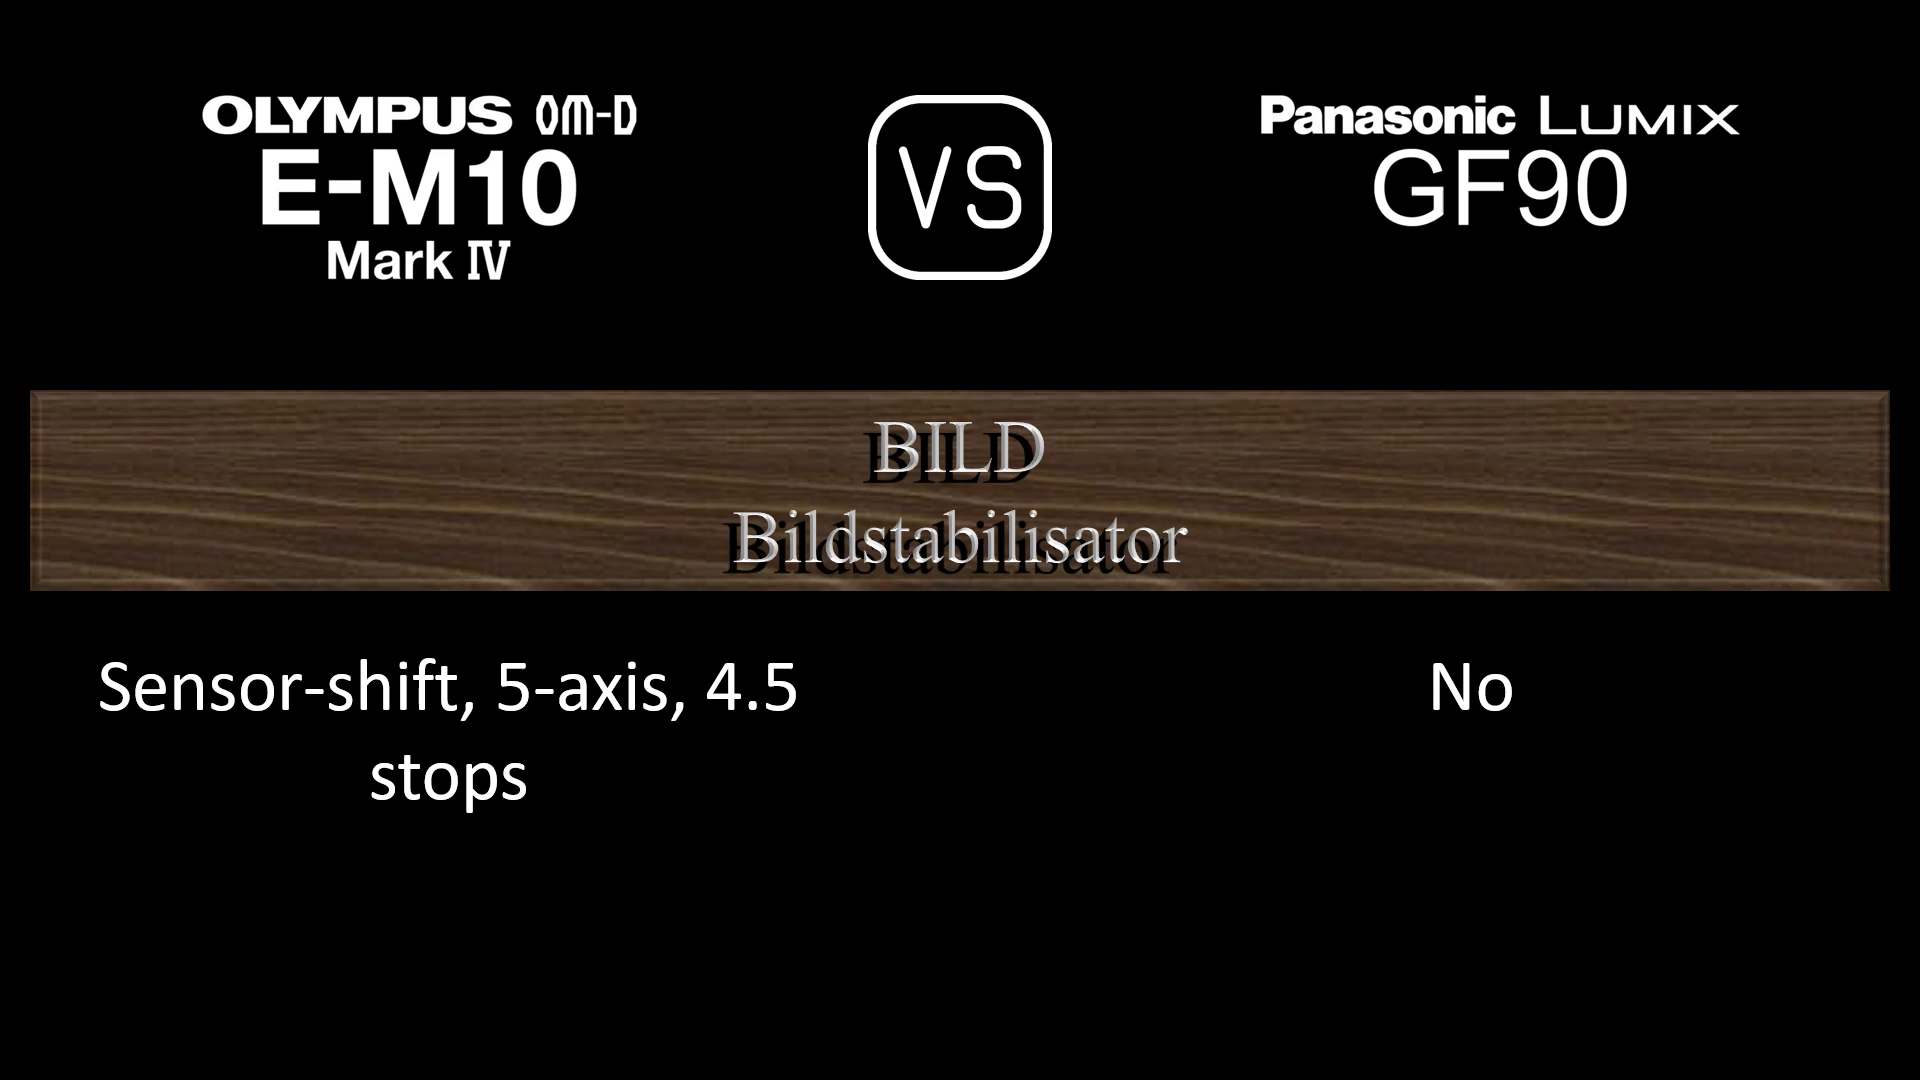 OLYMPUS OM-D
E-M10
Mark IV
VS
Panasonic LUMIX
GF90
BILD
Bildstabilisator
Sensor-shift, 5-axis, 4.5
stops
No